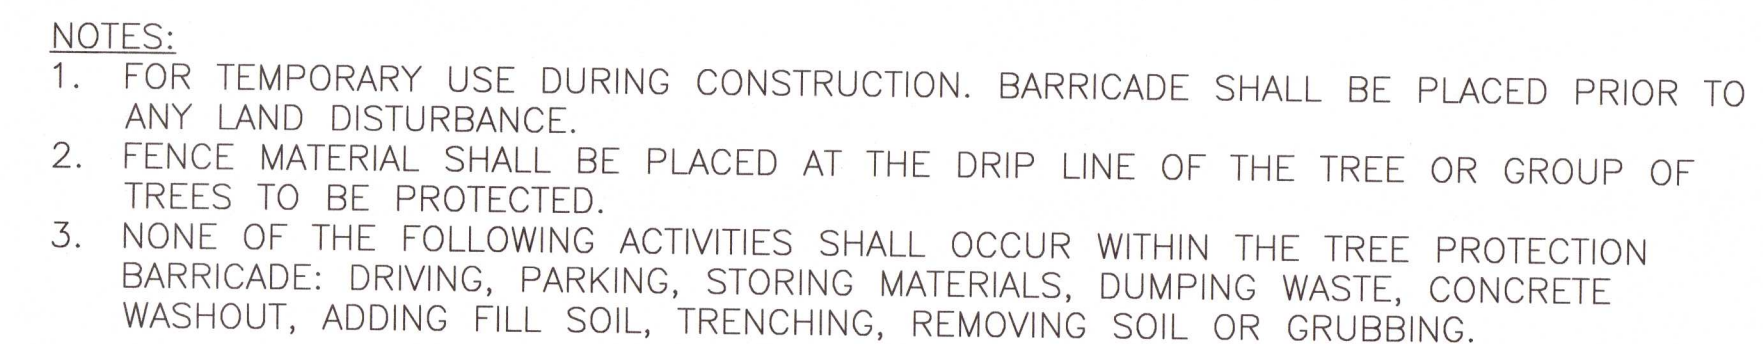 NOTES:
1. FOR TEMPORARY USE DURING CONSTRUCTION. BARRICADE SHALL BE PLACED PRIOR TO
ANY LAND DISTURBANCE.
2. FENCE MATERIAL SHALL BE PLACED AT THE DRIP LINE OF THE TREE OR GROUP OF
TREES TO BE PROTECTED.
3. NONE OF THE FOLLOWING ACTIVITIES SHALL OCCUR WITHIN THE TREE PROTECTION
BARRICADE: DRIVING, PARKING, STORING MATERIALS, DUMPING WASTE, CONCRETE
WASHOUT, ADDING FILL SOIL, TRENCHING, REMOVING SOIL OR GRUBBING.